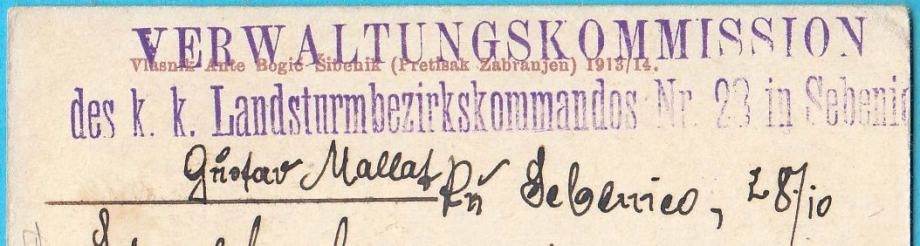 VERWALTUNGSKOMMISSION
Vlasnik Ante Bogić Šibenik (Pretisak Zabranjen) 1913/14.
des k. k. Landsturmbezirkskommandos Nr. 23 in Sebenic
Gustav Mallat Sebenico, 28/10